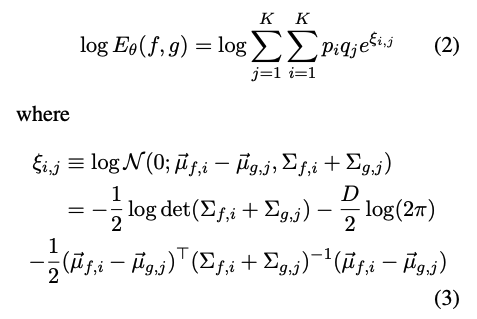 log E_θ(f, g) = log ∑_{j=1}^{K} ∑_{i=1}^{K} p_i q_j e^{ξ_{i,j}} (2)
where
ξ_{i,j} ≡ log 𝒩(0; μ⃗_{f,i} − μ⃗_{g,j}, Σ_{f,i} + Σ_{g,j})
= −1/2 log det(Σ_{f,i} + Σ_{g,j}) − D/2 log(2π)
−1/2 (μ⃗_{f,i} − μ⃗_{g,j})^⊤ (Σ_{f,i} + Σ_{g,j})^{−1} (μ⃗_{f,i} − μ⃗_{g,j})
(3)